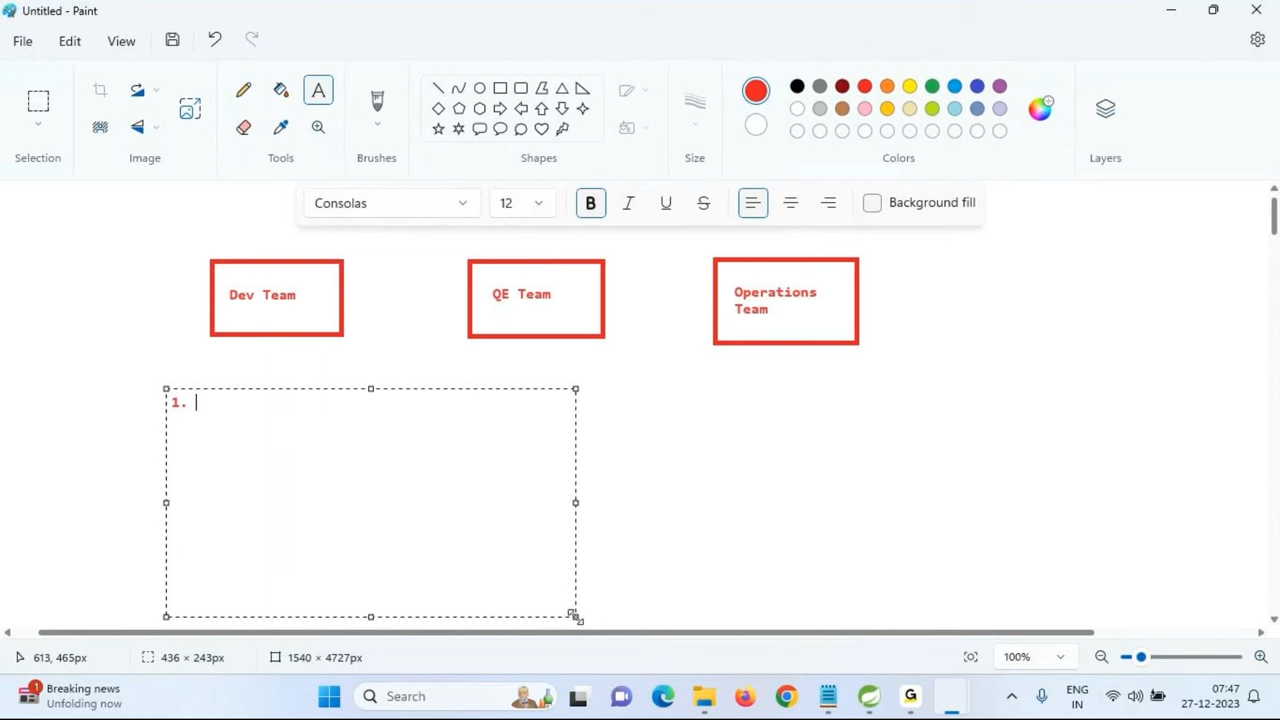 Untitled - Paint
File Edit View
Selection
Image
Tools
Brushes
Shapes
Size
Colors
Layers
Consolas 12 B I U S Background fill
Dev Team
QE Team
Operations
Team
1.
613, 465px
436 × 243px
1540 × 4727px
100%
1
Breaking news
Unfolding now
Search
ENG
IN
07:47
27-12-2023